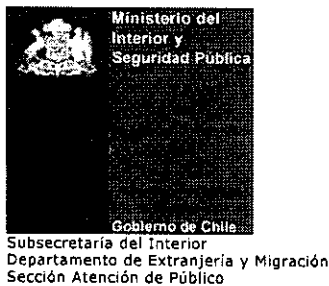 Ministerio del
Interior y
Seguridad Pública
Gobierno de Chile
Subsecretaría del Interior
Departamento de Extranjería y Migración
Sección Atención de Público